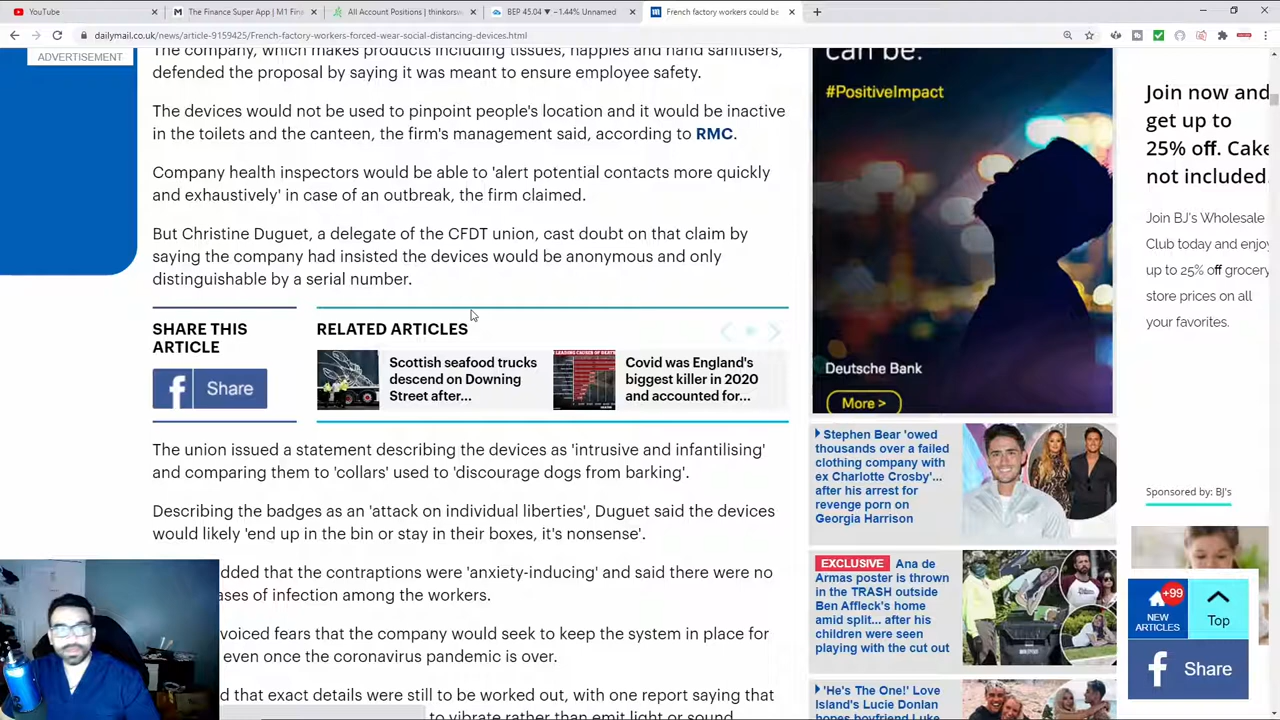 YouTube
The Finance Super App | M1 Fin
All Account Positions | thinkorsw
BEP 45.04 ▼ −1.44% Unnamed
French factory workers could be
dailymail.co.uk/news/article-9159425/French-factory-workers-forced-wear-social-distancing-devices.html
ADVERTISEMENT
The company, which makes products including tissues, nappies and hand sanitisers,
defended the proposal by saying it was meant to ensure employee safety.
The devices would not be used to pinpoint people's location and it would be inactive
in the toilets and the canteen, the firm's management said, according to RMC.
Company health inspectors would be able to 'alert potential contacts more quickly
and exhaustively' in case of an outbreak, the firm claimed.
But Christine Duguet, a delegate of the CFDT union, cast doubt on that claim by
saying the company had insisted the devices would be anonymous and only
distinguishable by a serial number.
SHARE THIS
ARTICLE
Share
RELATED ARTICLES
Scottish seafood trucks
descend on Downing
Street after...
Covid was England's
biggest killer in 2020
and accounted for...
The union issued a statement describing the devices as 'intrusive and infantilising'
and comparing them to 'collars' used to 'discourage dogs from barking'.
Describing the badges as an 'attack on individual liberties', Duguet said the devices
would likely 'end up in the bin or stay in their boxes, it's nonsense'.
dded that the contraptions were 'anxiety-inducing' and said there were no
ases of infection among the workers.
voiced fears that the company would seek to keep the system in place for
even once the coronavirus pandemic is over.
d that exact details were still to be worked out, with one report saying that
to vibrate rather than emit light or sound
can be.
#PositiveImpact
Deutsche Bank
More >
Stephen Bear 'owed
thousands over a failed
clothing company with
ex Charlotte Crosby'...
after his arrest for
revenge porn on
Georgia Harrison
EXCLUSIVE Ana de
Armas poster is thrown
in the TRASH outside
Ben Affleck's home
amid split... after his
children were seen
playing with the cut out
'He's The One!' Love
Island's Lucie Donlan
hopes boyfriend Luke
Join now and
get up to
25% off. Cake
not included.
Join BJ's Wholesale
Club today and enjoy
up to 25% off grocery
store prices on all
your favorites.
Sponsored by: BJ's
+99
NEW
ARTICLES
Top
Share